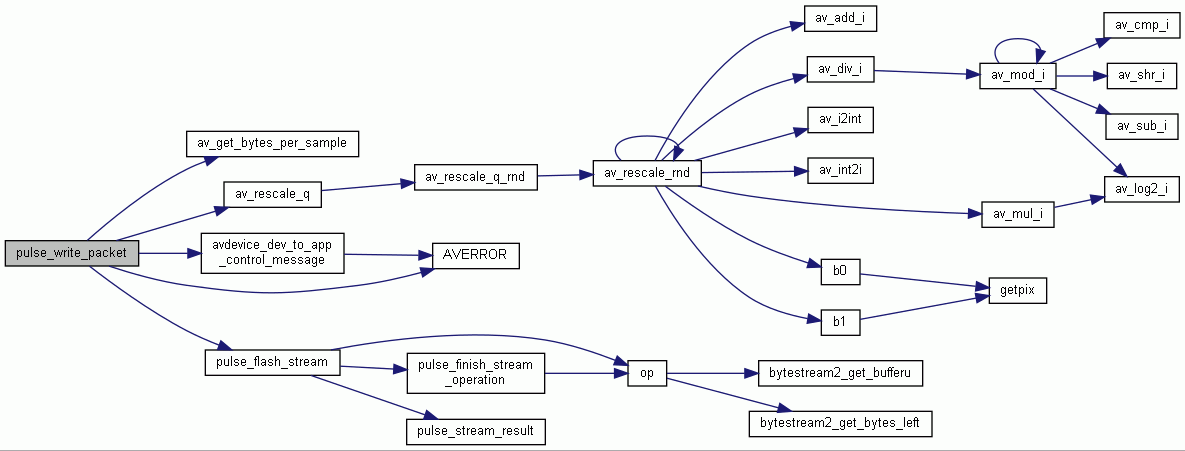 av_add_i
av_cmp_i
av_div_i
av_mod_i
av_shr_i
av_i2int
av_sub_i
av_get_bytes_per_sample
av_rescale_q
av_rescale_q_rnd
av_rescale_rnd
av_int2i
av_log2_i
av_mul_i
pulse_write_packet
avdevice_dev_to_app
_control_message
AVERROR
b0
getpix
b1
pulse_flash_stream
pulse_finish_stream
_operation
op
bytestream2_get_bufferu
pulse_stream_result
bytestream2_get_bytes_left